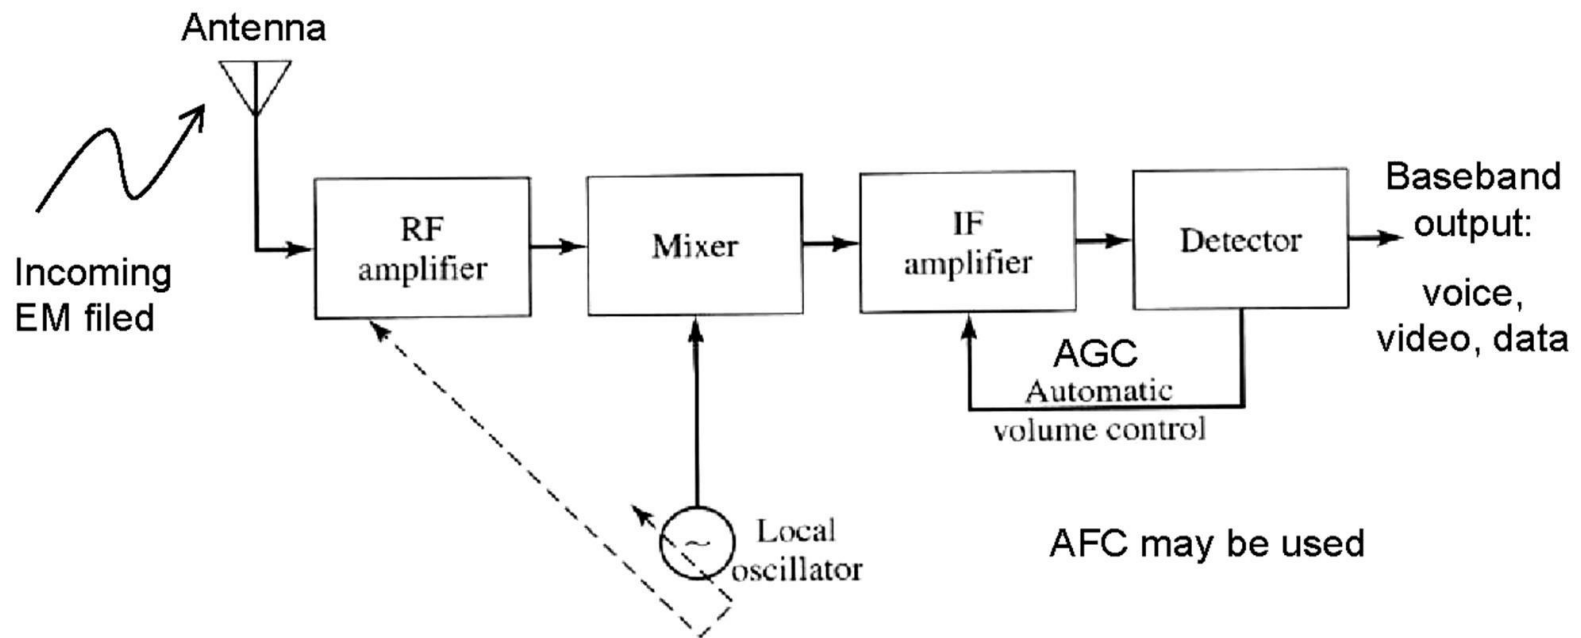 Antenna
Incoming
EM filed
RF
amplifier
Mixer
IF
amplifier
Detector
Baseband
output:
voice,
video, data
AGC
Automatic
volume control
~
Local
oscillator
AFC may be used